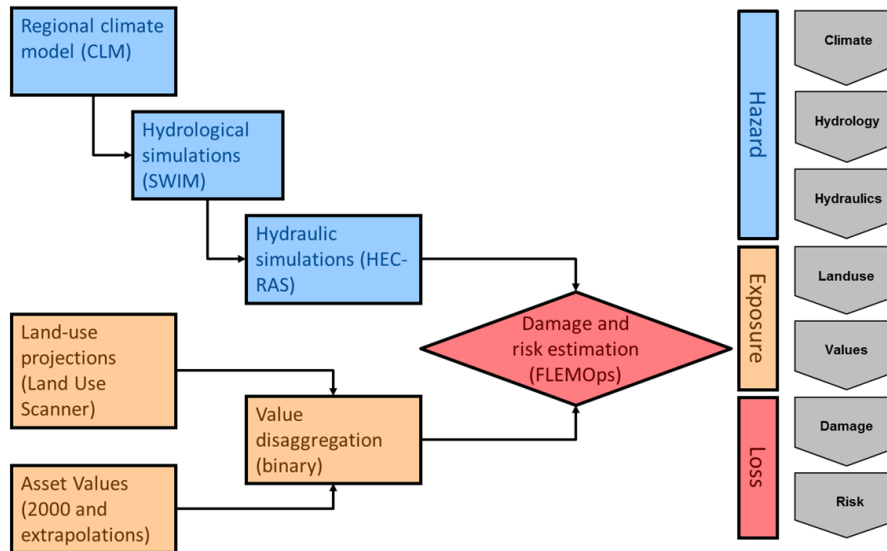 Regional climate
model (CLM)
Hydrological
simulations
(SWIM)
Hydraulic
simulations (HEC-
RAS)
Land-use
projections
(Land Use
Scanner)
Value
disaggregation
(binary)
Asset Values
(2000 and
extrapolations)
Damage and
risk estimation
(FLEMOps)
Hazard
Exposure
Loss
Climate
Hydrology
Hydraulics
Landuse
Values
Damage
Risk